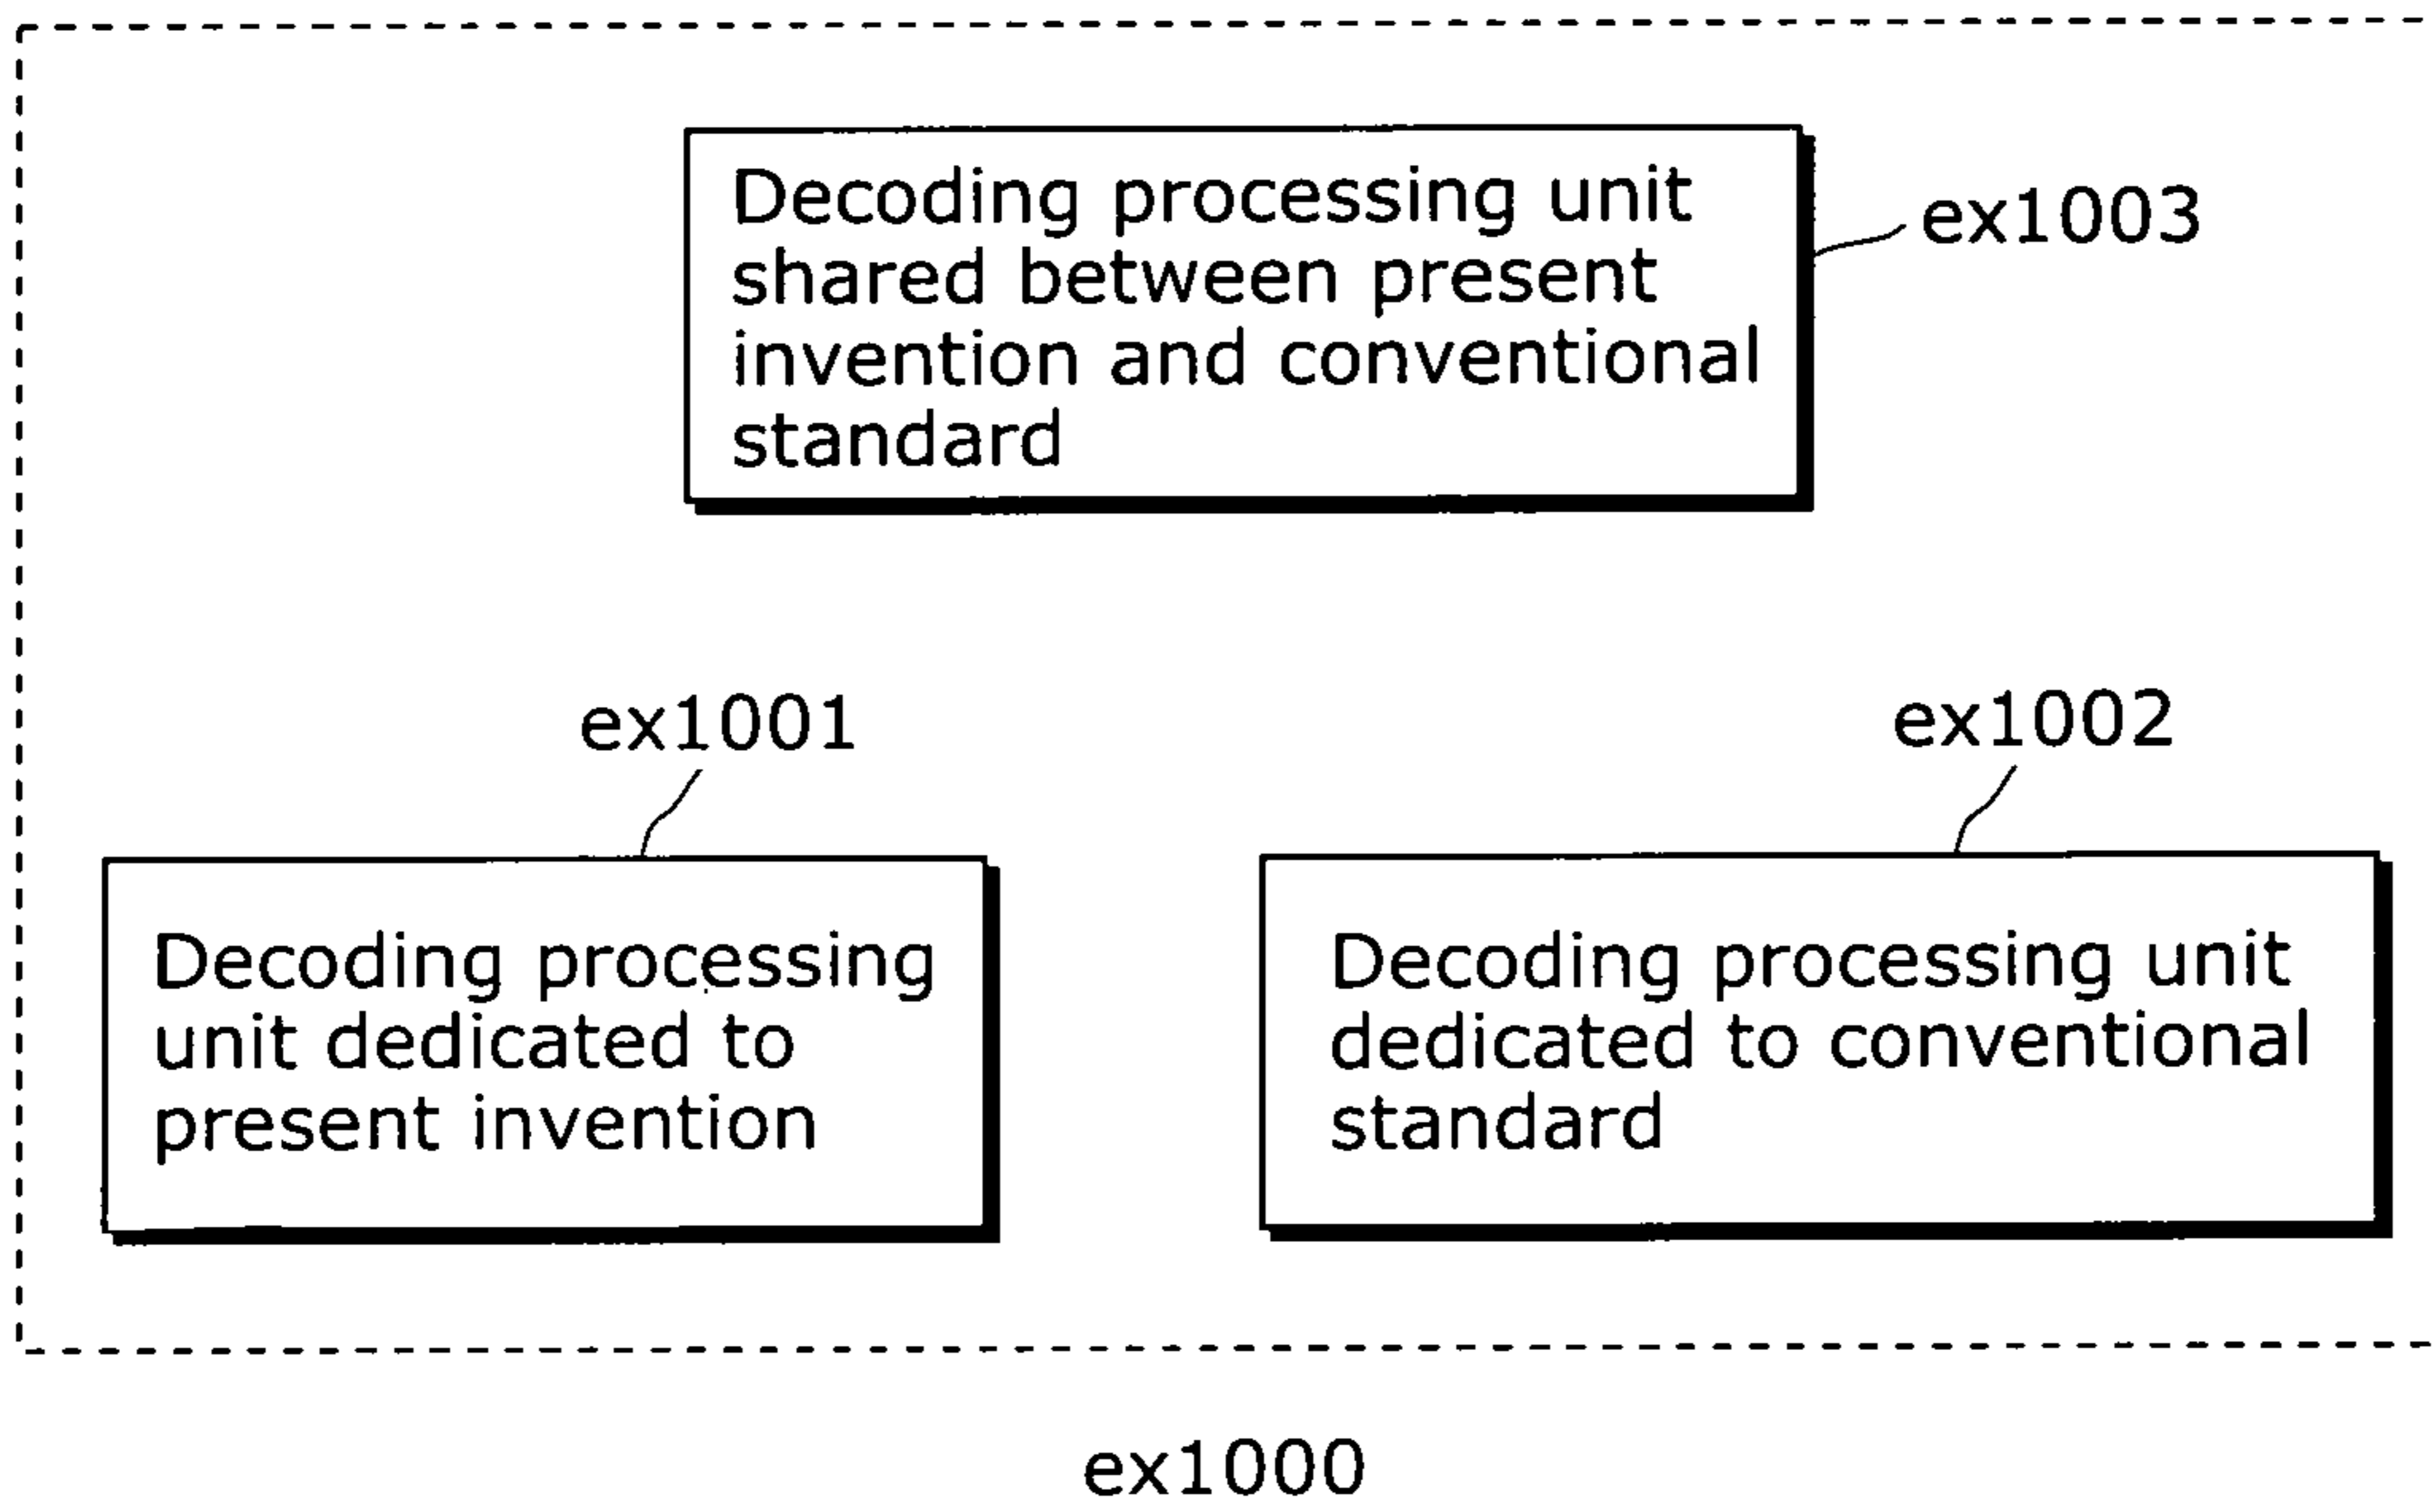 Decoding processing unit
shared between present
invention and conventional
standard
ex1003
ex1001
ex1002
Decoding processing
unit dedicated to
present invention
Decoding processing unit
dedicated to conventional
standard
ex1000